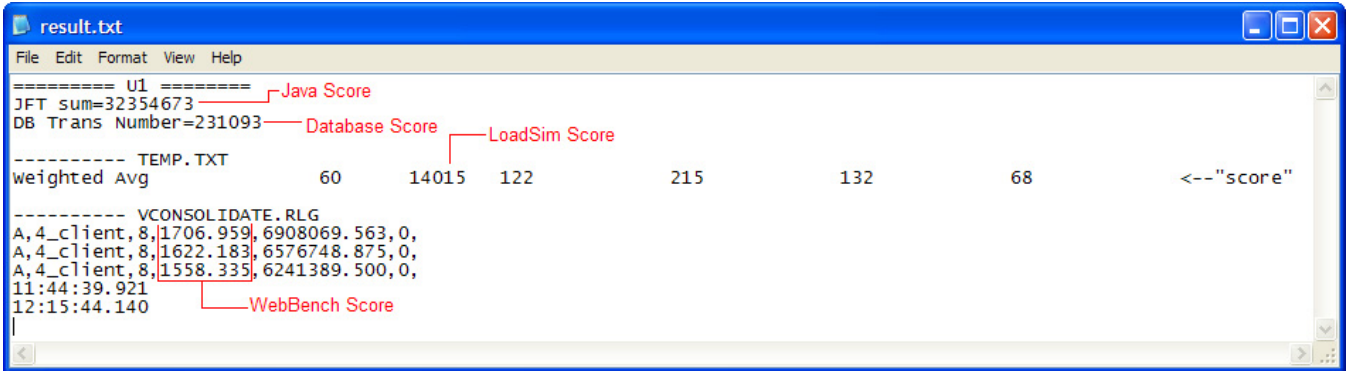 result.txt
File Edit Format View Help
========= U1 ========
JFT sum=32354673 Java Score
DB Trans Number=231093 Database Score
LoadSim Score
---------- TEMP.TXT
Weighted Avg 60 14015 122 215 132 68 <--"score"
---------- VCONSOLIDATE.RLG
A,4_client,8,1706.959,6908069.563,0,
A,4_client,8,1622.183,6576748.875,0,
A,4_client,8,1558.335,6241389.500,0,
11:44:39.921
12:15:44.140 WebBench Score